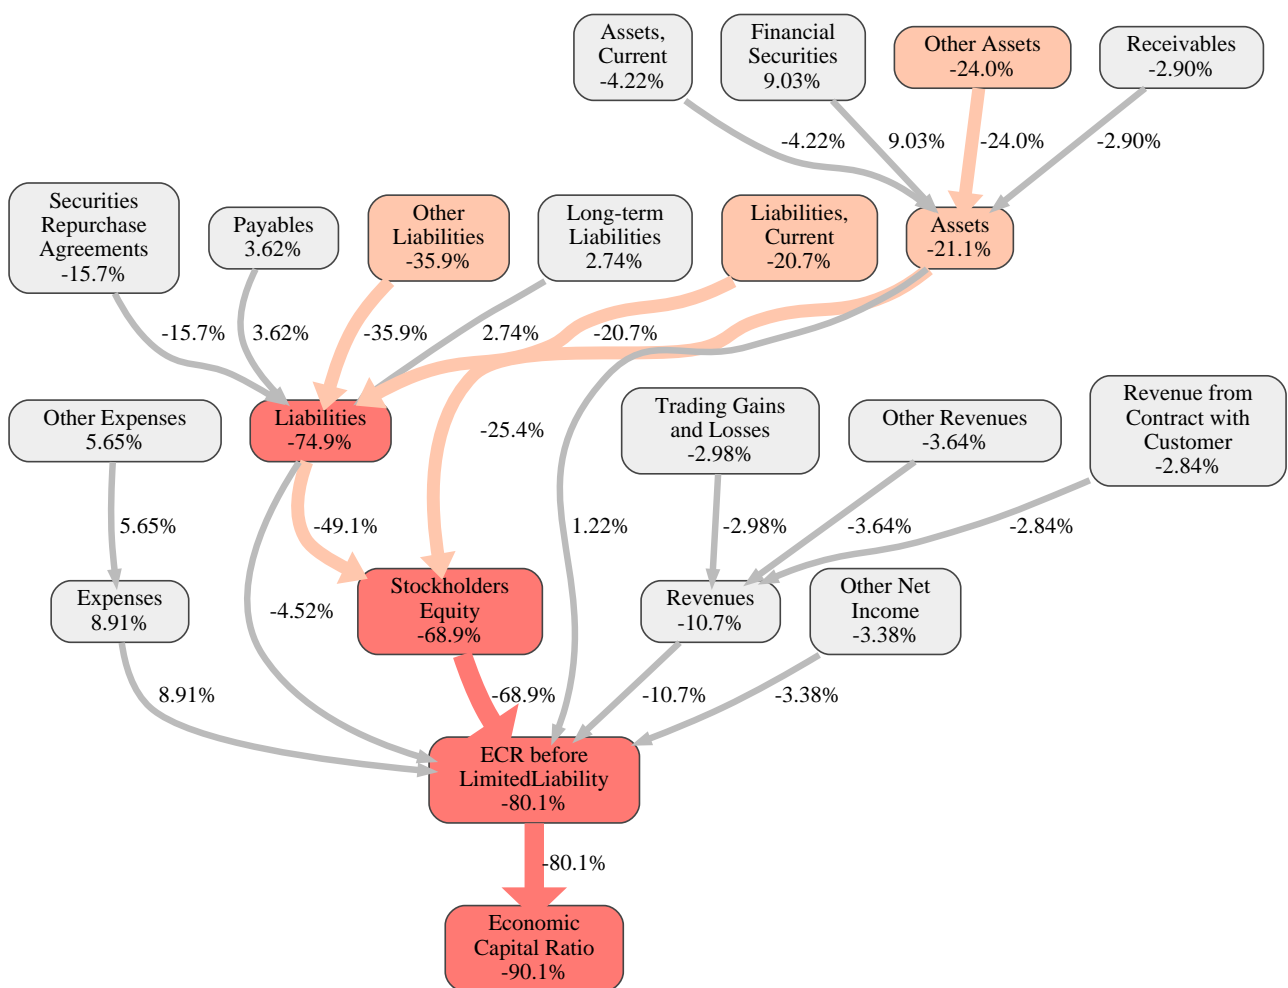 Assets,
Current
-4.22%
Financial
Securities
9.03%
Other Assets
-24.0%
Receivables
-2.90%
-4.22%
9.03%
-24.0%
-2.90%
Securities
Repurchase
Agreements
-15.7%
Payables
3.62%
Other
Liabilities
-35.9%
Long-term
Liabilities
2.74%
Liabilities,
Current
-20.7%
Assets
-21.1%
-15.7%
3.62%
-35.9%
2.74%
-20.7%
Other Expenses
5.65%
Liabilities
-74.9%
-25.4%
Trading Gains
and Losses
-2.98%
Other Revenues
-3.64%
Revenue from
Contract with
Customer
-2.84%
5.65%
-49.1%
1.22%
-2.98%
-3.64%
-2.84%
Expenses
8.91%
-4.52%
Stockholders
Equity
-68.9%
Revenues
-10.7%
Other Net
Income
-3.38%
8.91%
-68.9%
-10.7%
-3.38%
ECR before
LimitedLiability
-80.1%
-80.1%
Economic
Capital Ratio
-90.1%